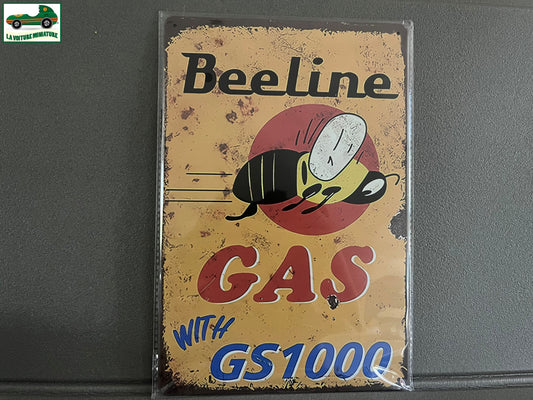 LA VOITURE MINIATURE
Beeline
GAS
WITH
GS1000